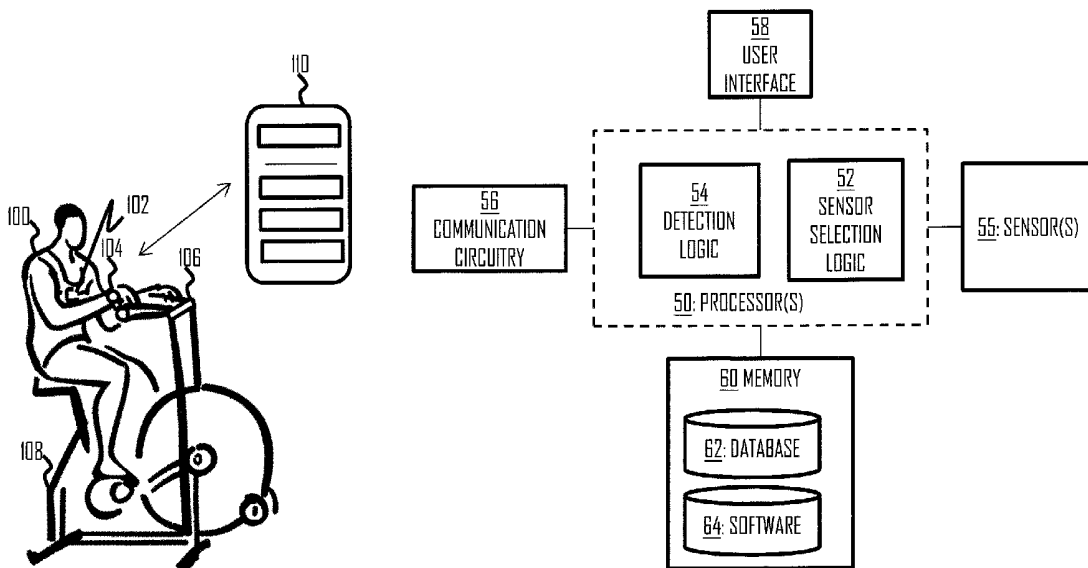 110
100
102
104
106
108
58
USER
INTERFACE
56
COMMUNICATION
CIRCUITRY
54
DETECTION
LOGIC
52
SENSOR
SELECTION
LOGIC
50: PROCESSOR(S)
55: SENSOR(S)
60 MEMORY
62: DATABASE
64: SOFTWARE